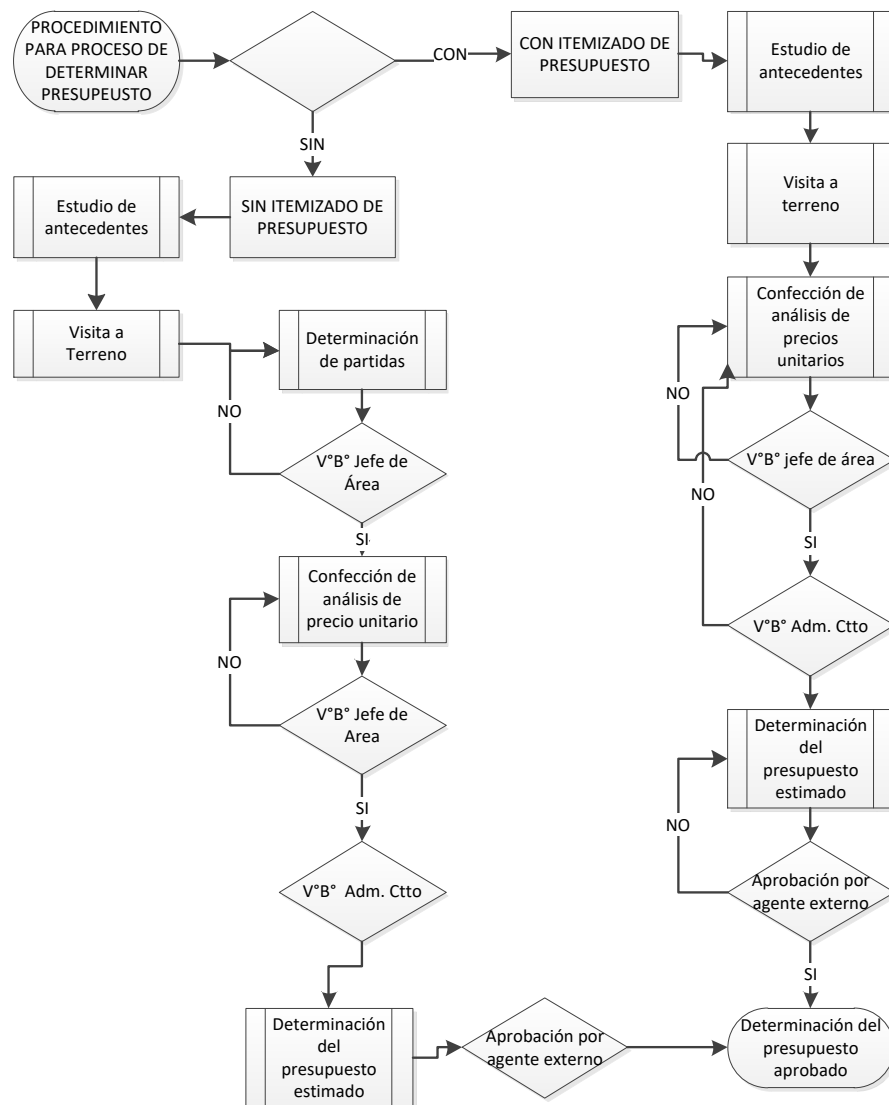 PROCEDIMIENTO
PARA PROCESO DE
DETERMINAR
PRESUPEUSTO
CON
CON ITEMIZADO DE
PRESUPUESTO
Estudio de
antecedentes
SIN
SIN ITEMIZADO DE
PRESUPUESTO
Estudio de
antecedentes
Visita a
terreno
Visita a
Terreno
Determinación
de partidas
NO
V°B° Jefe de
Área
SI
Confección de
análisis de
precio unitario
NO
V°B° Jefe de
Area
SI
V°B° Adm. Ctto
Determinación
del
presupuesto
estimado
Aprobación por
agente externo
Confección de
análisis de
precios
unitarios
NO
V°B° jefe de área
NO
SI
V°B° Adm. Ctto
Determinación
del
presupuesto
estimado
NO
Aprobación por
agente externo
SI
Determinación del
presupuesto
aprobado